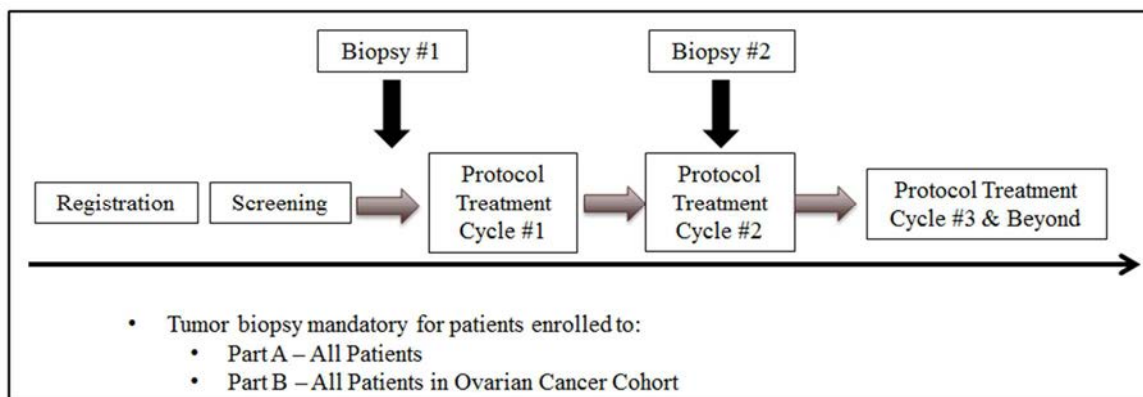 Biopsy #1
Biopsy #2
Registration
Screening
Protocol
Treatment
Cycle #1
Protocol
Treatment
Cycle #2
Protocol Treatment
Cycle #3 & Beyond
• Tumor biopsy mandatory for patients enrolled to:
• Part A – All Patients
• Part B – All Patients in Ovarian Cancer Cohort